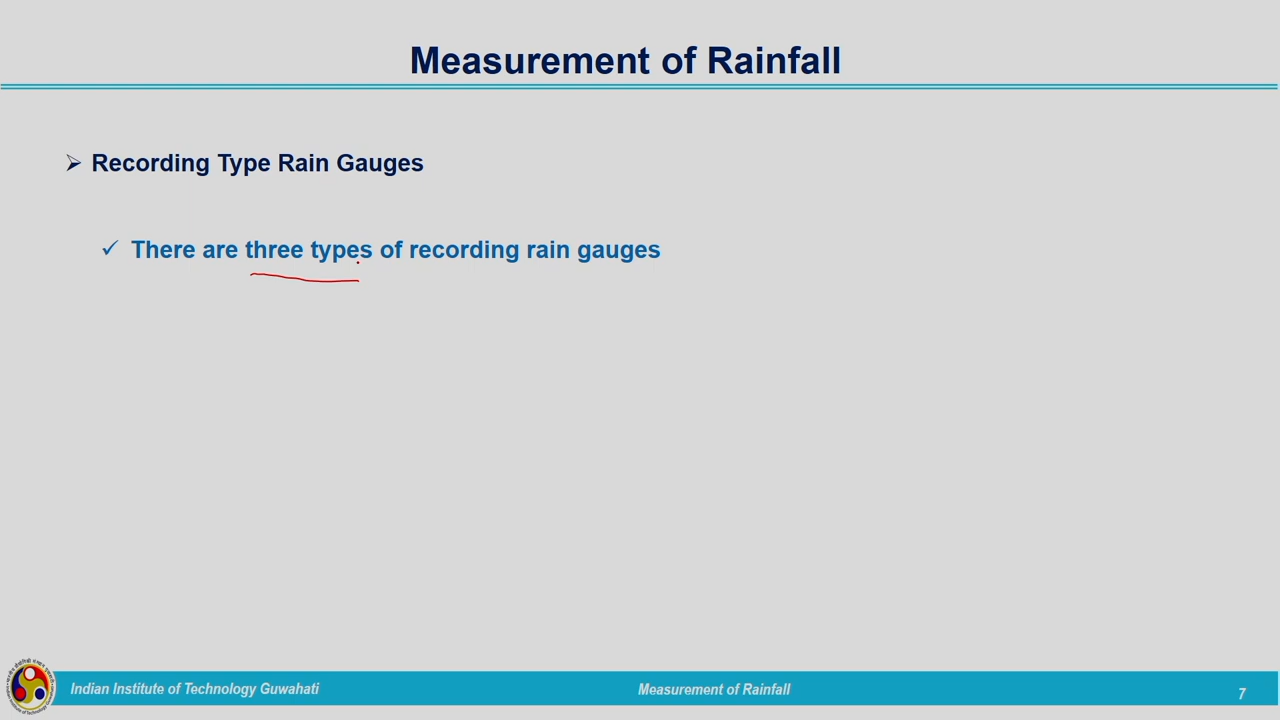 Measurement of Rainfall
Recording Type Rain Gauges
There are three types of recording rain gauges
Indian Institute of Technology Guwahati
Measurement of Rainfall
7